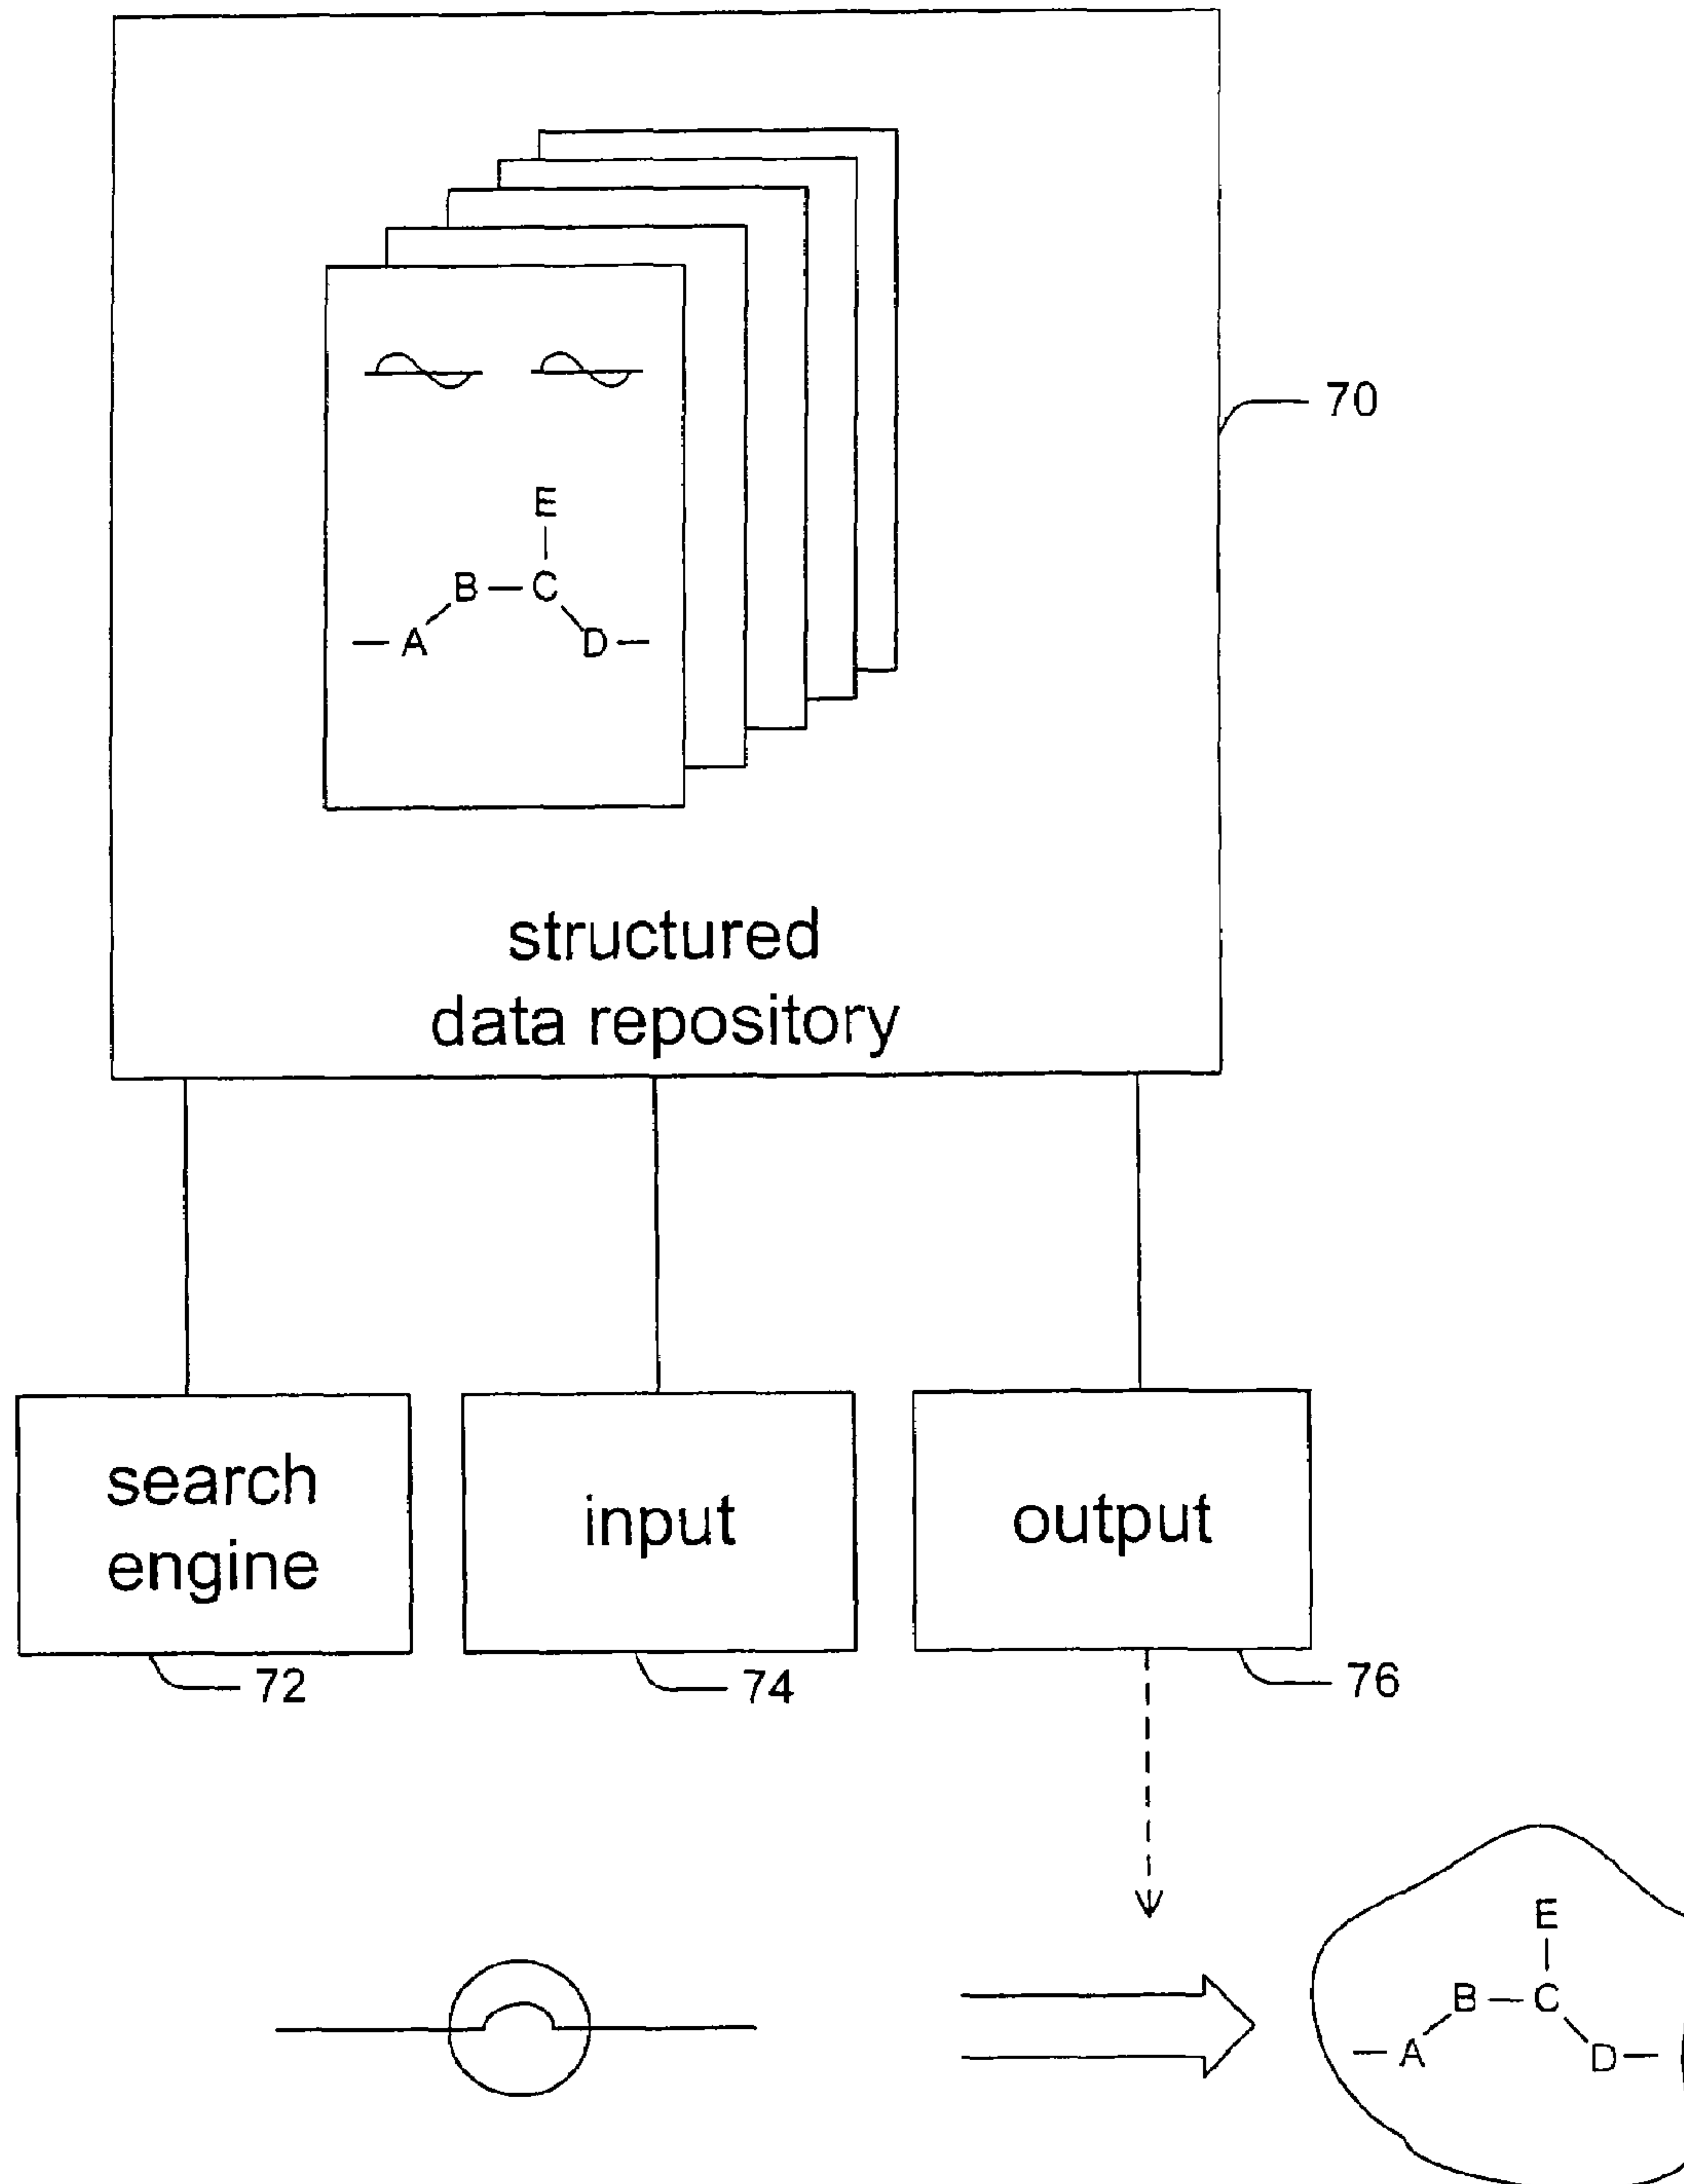 70
E
B — C
— A D —
structured
data repository
search
engine
input
output
72
74
76
E
B — C
— A D —